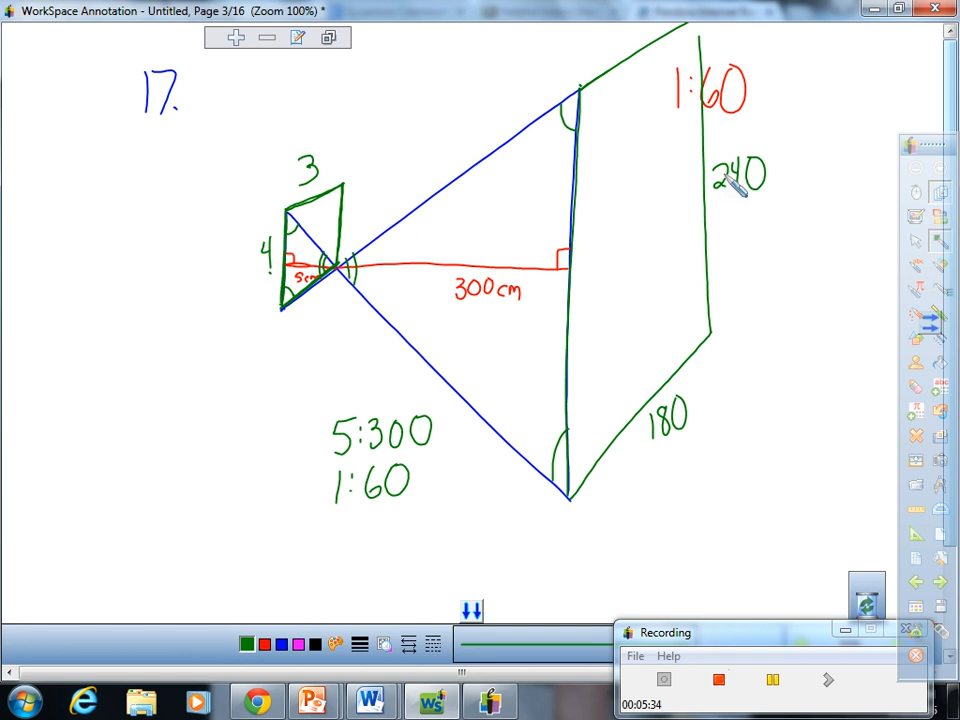 WorkSpace Annotation - Untitled, Page 3/16 (Zoom 100%) *
17.
1:60
3
240
4
5cm
300cm
180
5:300
1:60
Recording
File Help
00:05:34